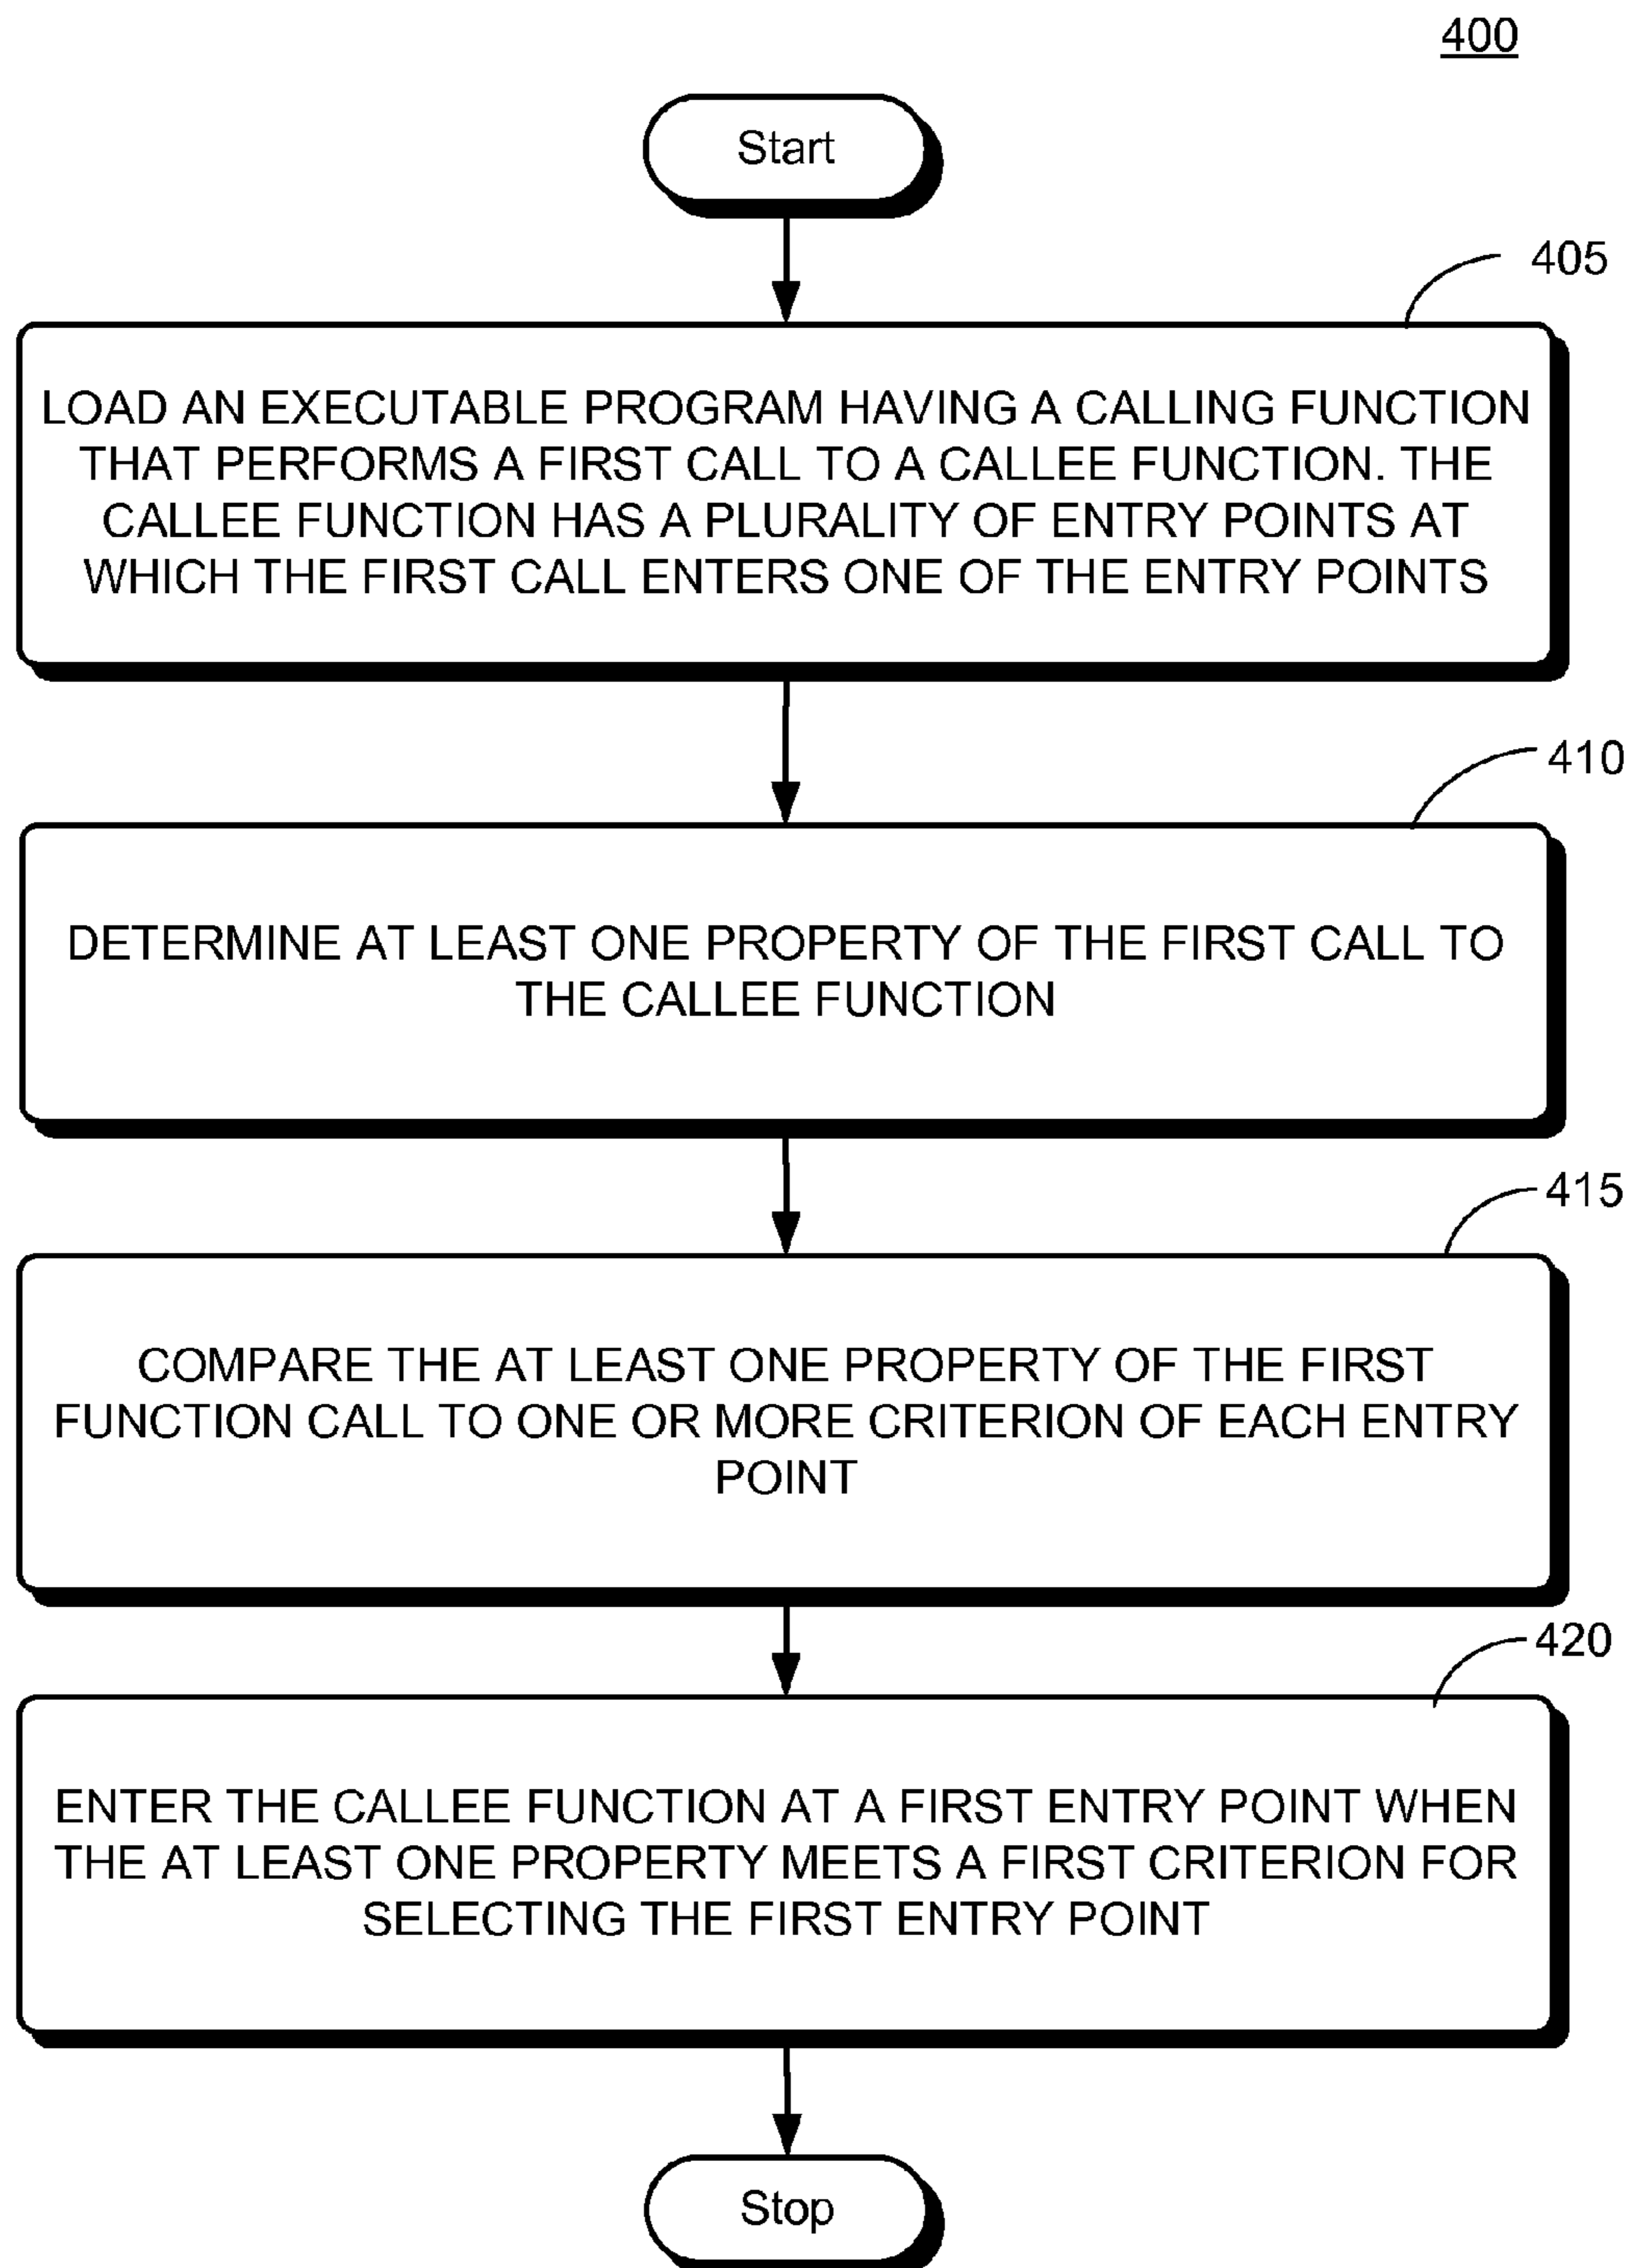 400
Start
405
LOAD AN EXECUTABLE PROGRAM HAVING A CALLING FUNCTION
THAT PERFORMS A FIRST CALL TO A CALLEE FUNCTION. THE
CALLEE FUNCTION HAS A PLURALITY OF ENTRY POINTS AT
WHICH THE FIRST CALL ENTERS ONE OF THE ENTRY POINTS
410
DETERMINE AT LEAST ONE PROPERTY OF THE FIRST CALL TO
THE CALLEE FUNCTION
415
COMPARE THE AT LEAST ONE PROPERTY OF THE FIRST
FUNCTION CALL TO ONE OR MORE CRITERION OF EACH ENTRY
POINT
420
ENTER THE CALLEE FUNCTION AT A FIRST ENTRY POINT WHEN
THE AT LEAST ONE PROPERTY MEETS A FIRST CRITERION FOR
SELECTING THE FIRST ENTRY POINT
Stop